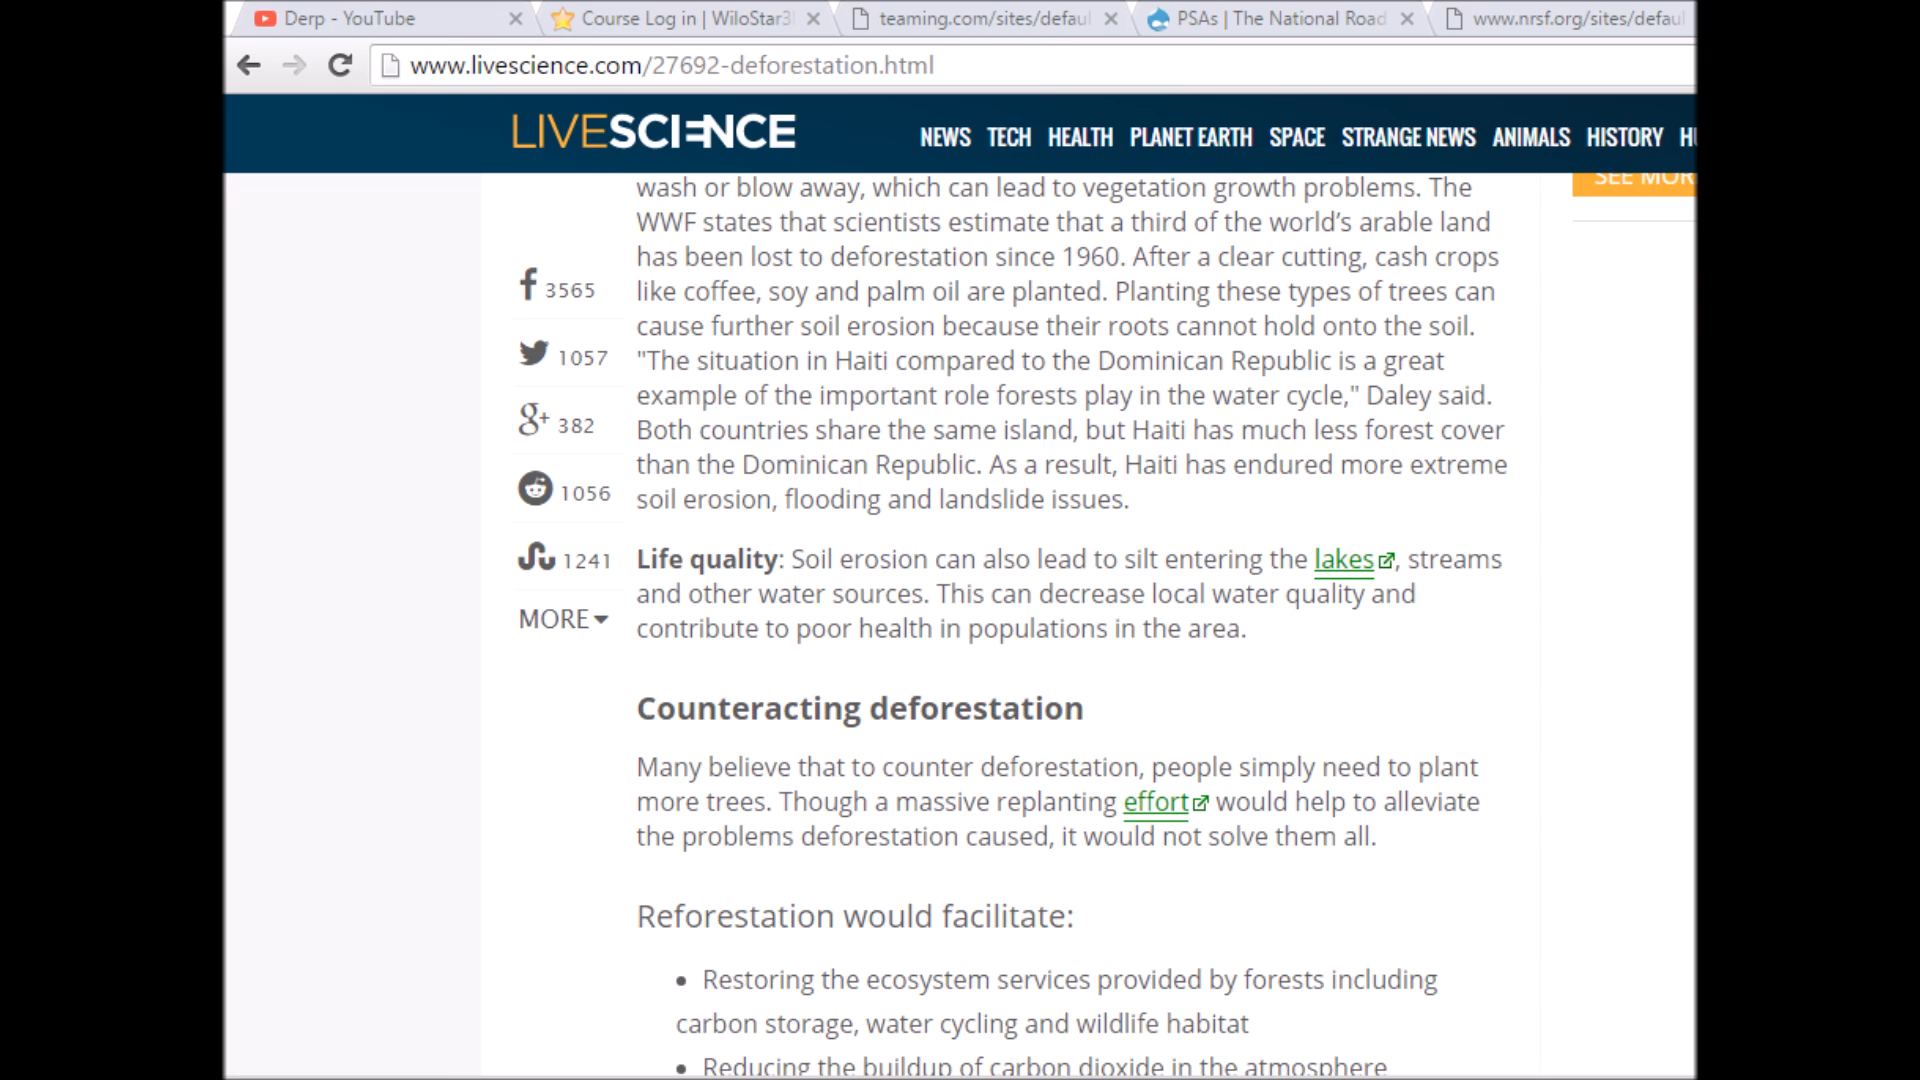 Derp - YouTube
Course Log in | WiloStar3
teaming.com/sites/defau
PSAs | The National Road
www.nrsf.org/sites/defau
www.livescience.com/27692-deforestation.html
LIVESCIENCE
NEWS TECH HEALTH PLANET EARTH SPACE STRANGE NEWS ANIMALS HISTORY
SEE MOR
wash or blow away, which can lead to vegetation growth problems. The
WWF states that scientists estimate that a third of the world’s arable land
has been lost to deforestation since 1960. After a clear cutting, cash crops
like coffee, soy and palm oil are planted. Planting these types of trees can
cause further soil erosion because their roots cannot hold onto the soil.
"The situation in Haiti compared to the Dominican Republic is a great
example of the important role forests play in the water cycle," Daley said.
Both countries share the same island, but Haiti has much less forest cover
than the Dominican Republic. As a result, Haiti has endured more extreme
soil erosion, flooding and landslide issues.
3565
1057
g+ 382
1056
1241
MORE
Life quality: Soil erosion can also lead to silt entering the lakes, streams
and other water sources. This can decrease local water quality and
contribute to poor health in populations in the area.
Counteracting deforestation
Many believe that to counter deforestation, people simply need to plant
more trees. Though a massive replanting effort would help to alleviate
the problems deforestation caused, it would not solve them all.
Reforestation would facilitate:
• Restoring the ecosystem services provided by forests including
carbon storage, water cycling and wildlife habitat
• Reducing the buildup of carbon dioxide in the atmosphere